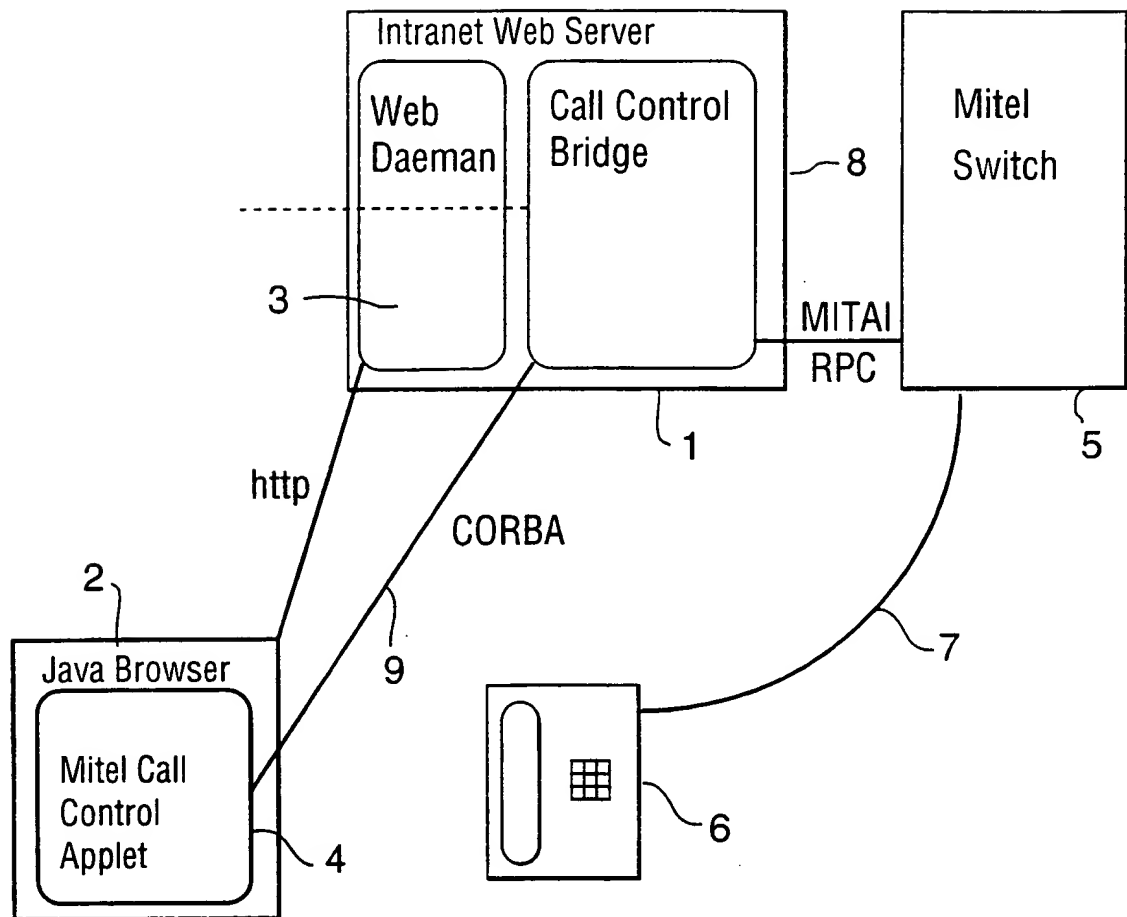 Intranet Web Server
Web
Daeman
Call Control
Bridge
Mitel
Switch
8
3
MITAI
RPC
1
5
http
CORBA
2
9
7
Java Browser
Mitel Call
Control
Applet
4
6